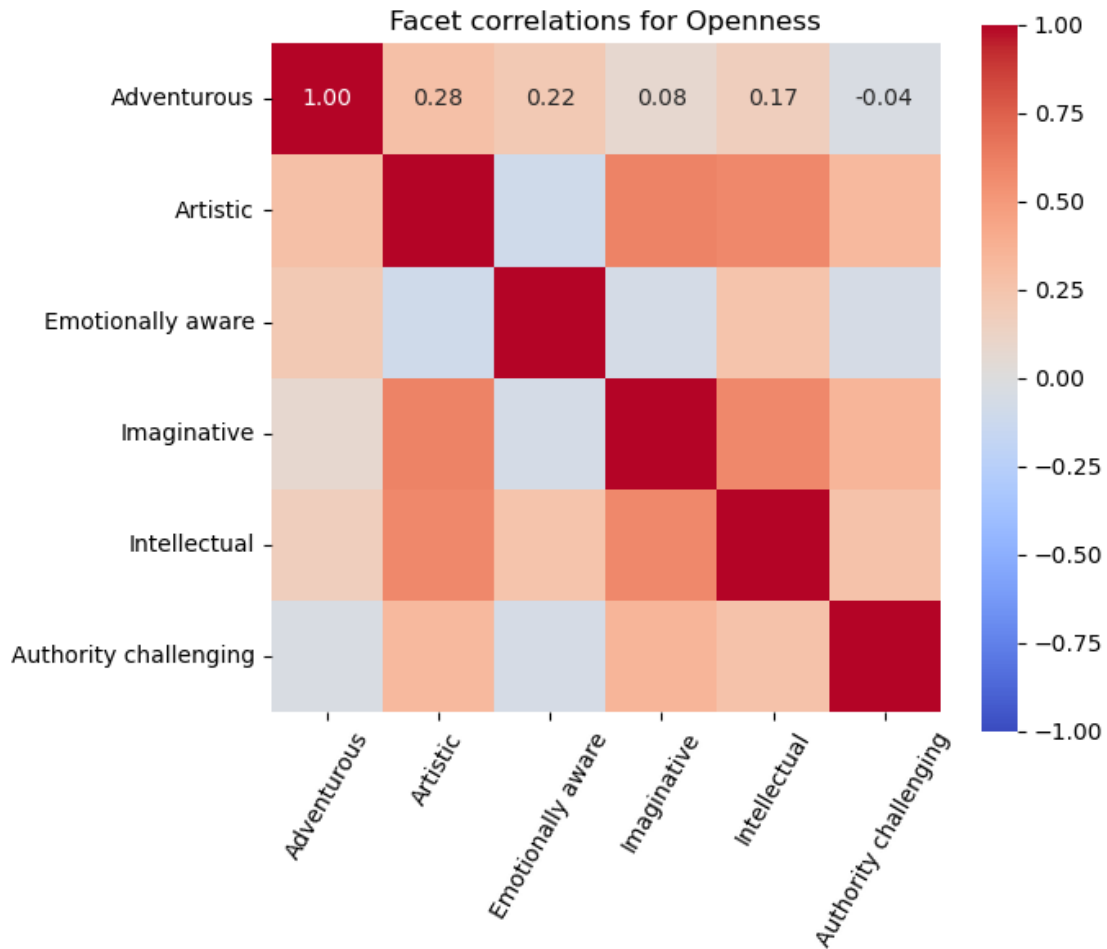 Facet correlations for Openness
1.00
Adventurous 1.00 0.28 0.22 0.08 0.17 -0.04
0.75
Artistic
0.50
Emotionally aware
0.25
0.00
Imaginative
−0.25
Intellectual
−0.50
Authority challenging
−0.75
−1.00
Adventurous
Artistic
Emotionally aware
Imaginative
Intellectual
Authority challenging